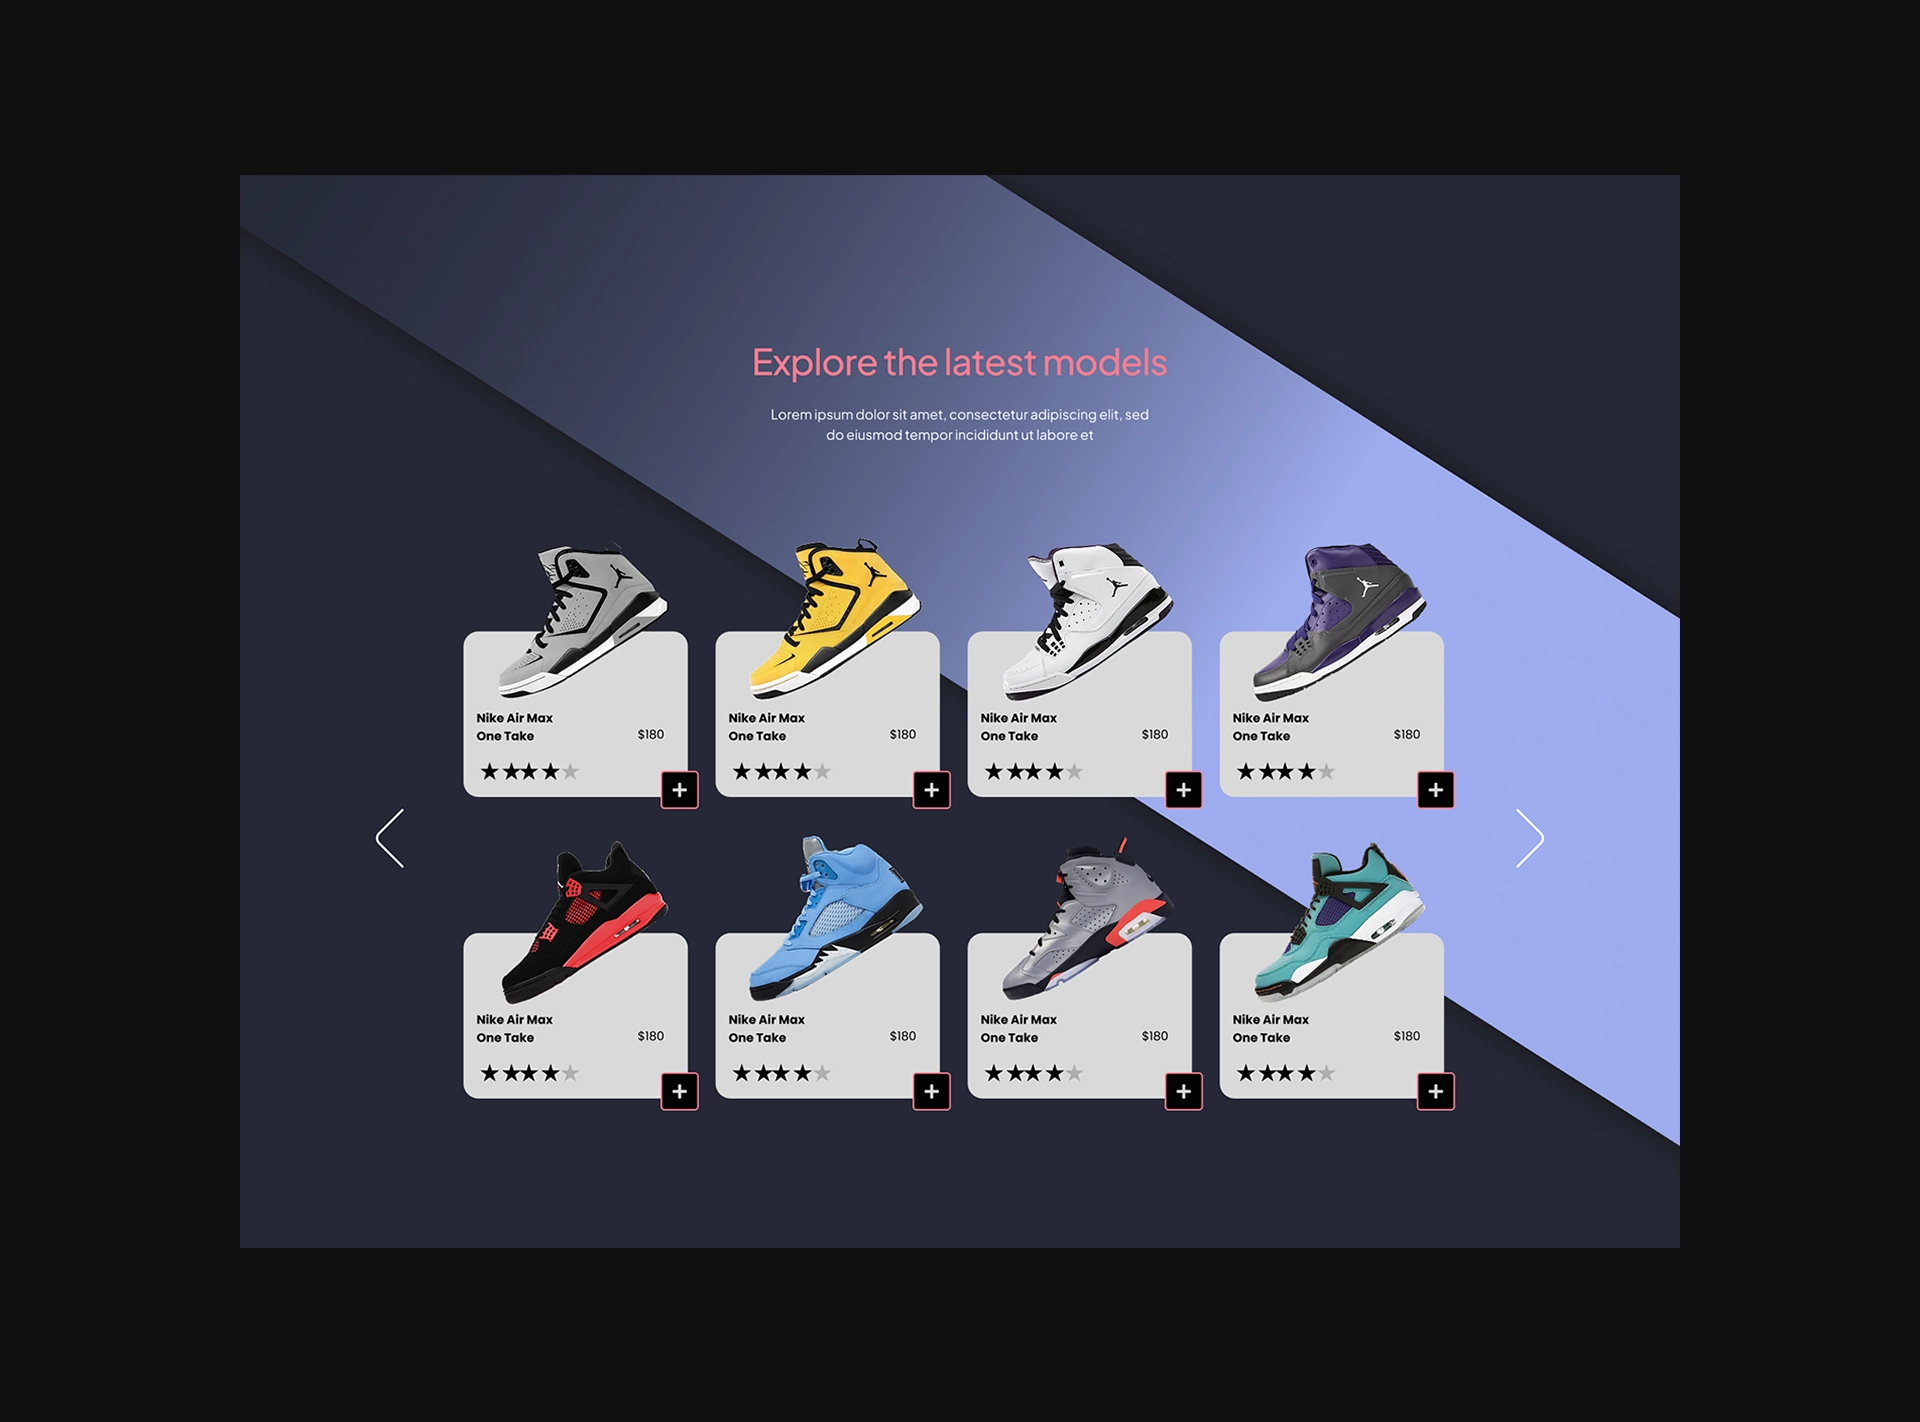 Explore the latest models
Lorem ipsum dolor sit amet, consectetur adipiscing elit, sed
do eiusmod tempor incididunt ut labore et
Nike Air Max
One Take
$180
Nike Air Max
One Take
$180
Nike Air Max
One Take
$180
Nike Air Max
One Take
$180
Nike Air Max
One Take
$180
Nike Air Max
One Take
$180
Nike Air Max
One Take
$180
Nike Air Max
One Take
$180